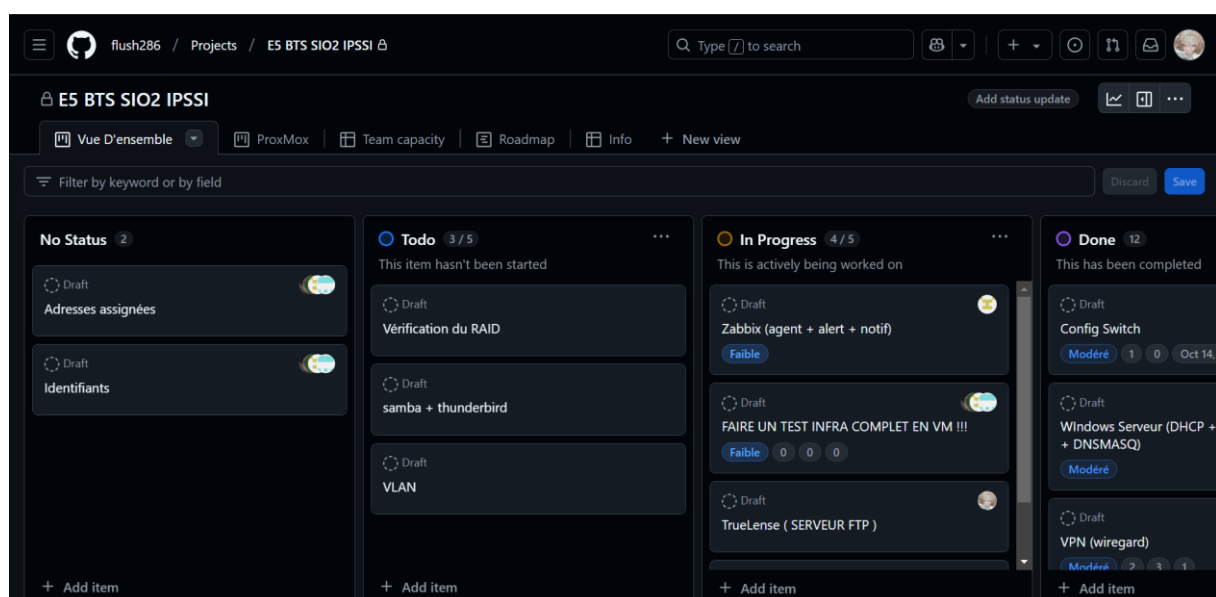 flush286 / Projects / E5 BTS SIO2 IPSSI
Type / to search
E5 BTS SIO2 IPSSI
Add status update
Vue D'ensemble
ProxMox
Team capacity
Roadmap
Info
+ New view
Filter by keyword or by field
Discard
Save
No Status 2
Draft
Adresses assignées
Draft
Identifiants
+ Add item
Todo 3 / 5
This item hasn't been started
Draft
Vérification du RAID
Draft
samba + thunderbird
Draft
VLAN
+ Add item
In Progress 4 / 5
This is actively being worked on
Draft
Zabbix (agent + alert + notif)
Faible
Draft
FAIRE UN TEST INFRA COMPLET EN VM !!!
Faible 0 0 0
Draft
TrueLense ( SERVEUR FTP )
+ Add item
Done 12
This has been completed
Draft
Config Switch
Modéré 1 0 Oct 14,
Draft
WIndows Serveur (DHCP +
+ DNSMASQ)
Modéré
Draft
VPN (wiregard)
Modéré 2 3 1
+ Add item